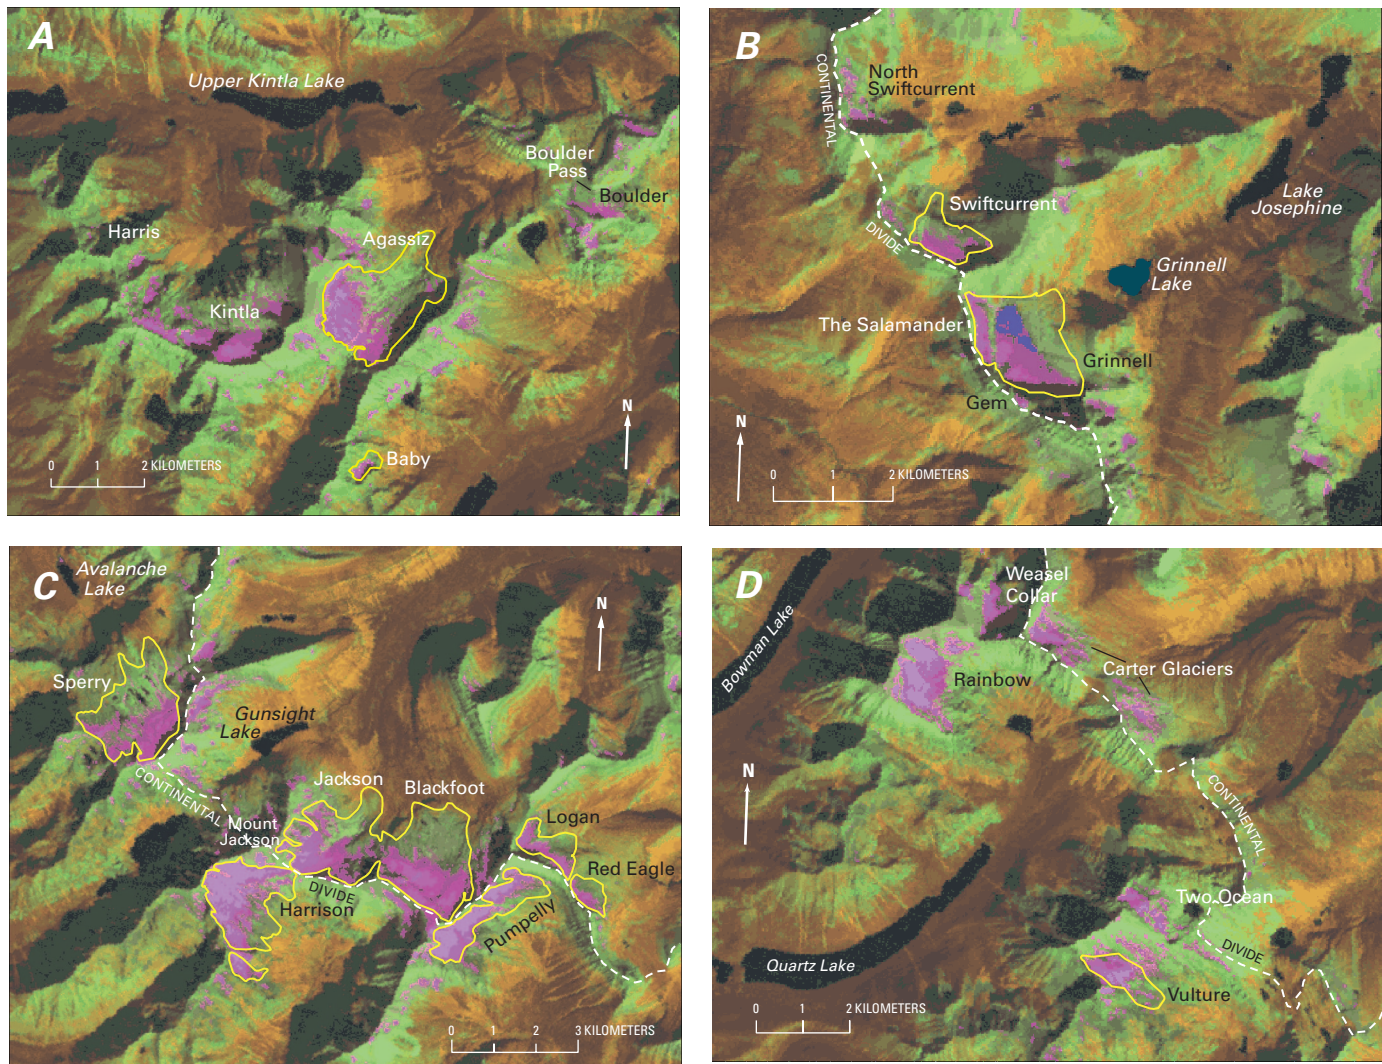 A
Upper Kintla Lake
Boulder
Pass
Boulder
Harris
Agassiz
Kintla
Baby
N
0 1 2 KILOMETERS
B
CONTINENTAL
North
Swiftcurrent
Swiftcurrent
Lake
Josephine
DIVIDE
Grinnell
Lake
The Salamander
Grinnell
Gem
N
0 1 2 KILOMETERS
C
Avalanche
Lake
N
Sperry
Gunsight
Lake
CONTINENTAL
Jackson
Blackfoot
Mount
Jackson
Logan
Red Eagle
DIVIDE
Harrison
Pumpelly
0 1 2 3 KILOMETERS
D
Weasel
Collar
Bowman Lake
Carter Glaciers
Rainbow
N
CONTINENTAL
Two Ocean
DIVIDE
Quartz Lake
Vulture
0 1 2 KILOMETERS